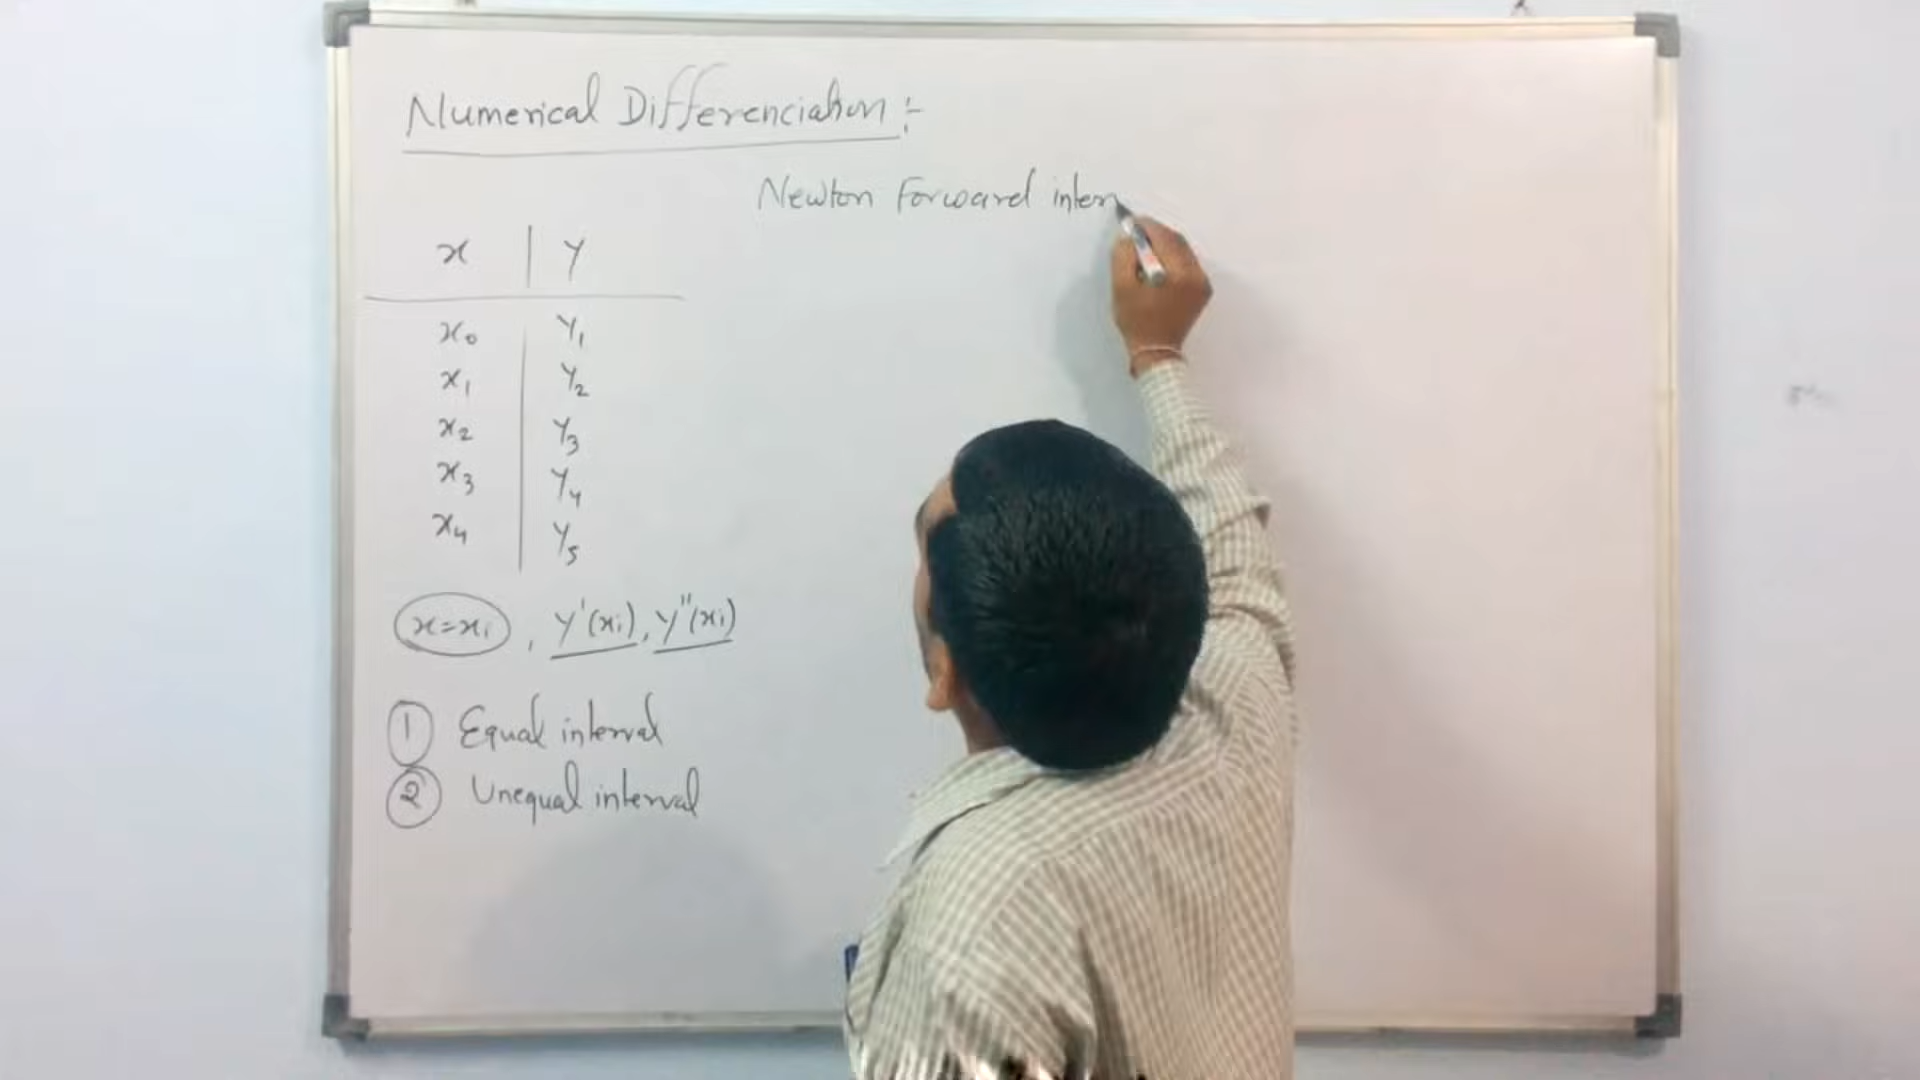 Numerical Differenciation :-
Newton Forward inter
x | Y
x₀ Y₁
x₁ Y₂
x₂ Y₃
x₃ Y₄
x₄ Y₅
x=xᵢ , Y'(xᵢ), Y''(xᵢ)
① Equal interval
② Unequal interval